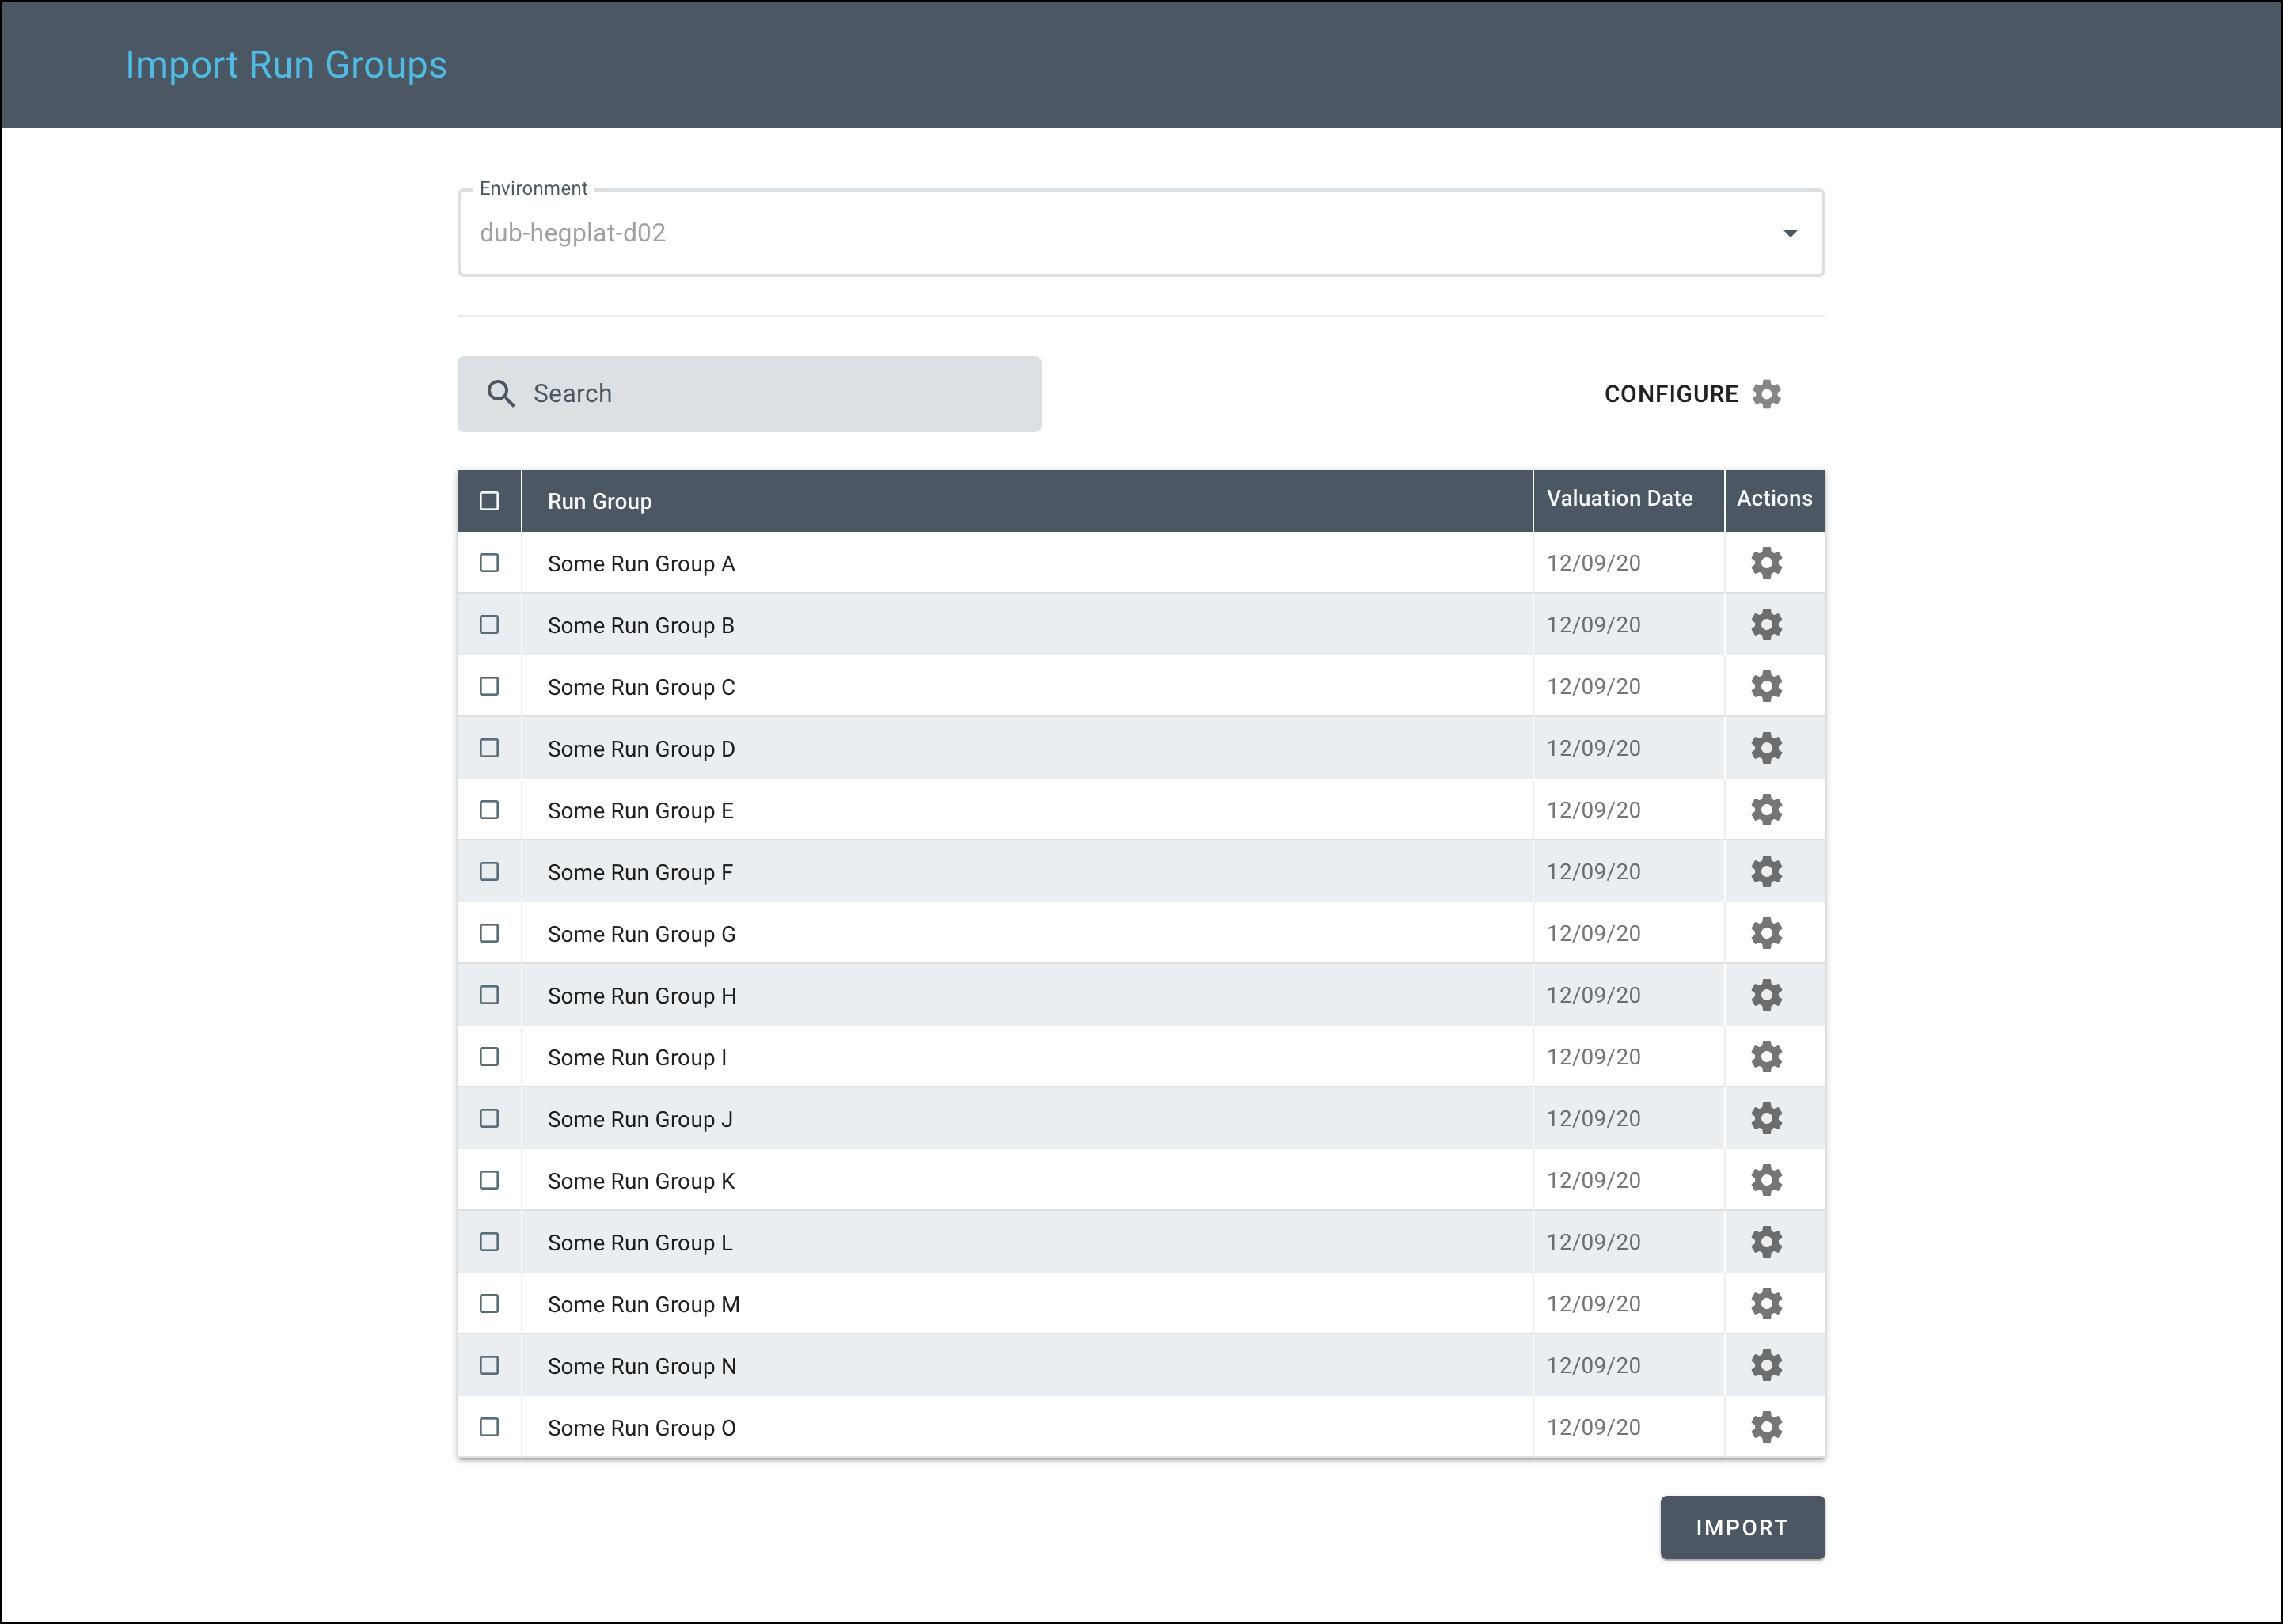 Import Run Groups
Environment
dub-hegplat-d02
Search
CONFIGURE
Run Group Valuation Date Actions
Some Run Group A 12/09/20
Some Run Group B 12/09/20
Some Run Group C 12/09/20
Some Run Group D 12/09/20
Some Run Group E 12/09/20
Some Run Group F 12/09/20
Some Run Group G 12/09/20
Some Run Group H 12/09/20
Some Run Group I 12/09/20
Some Run Group J 12/09/20
Some Run Group K 12/09/20
Some Run Group L 12/09/20
Some Run Group M 12/09/20
Some Run Group N 12/09/20
Some Run Group O 12/09/20
IMPORT